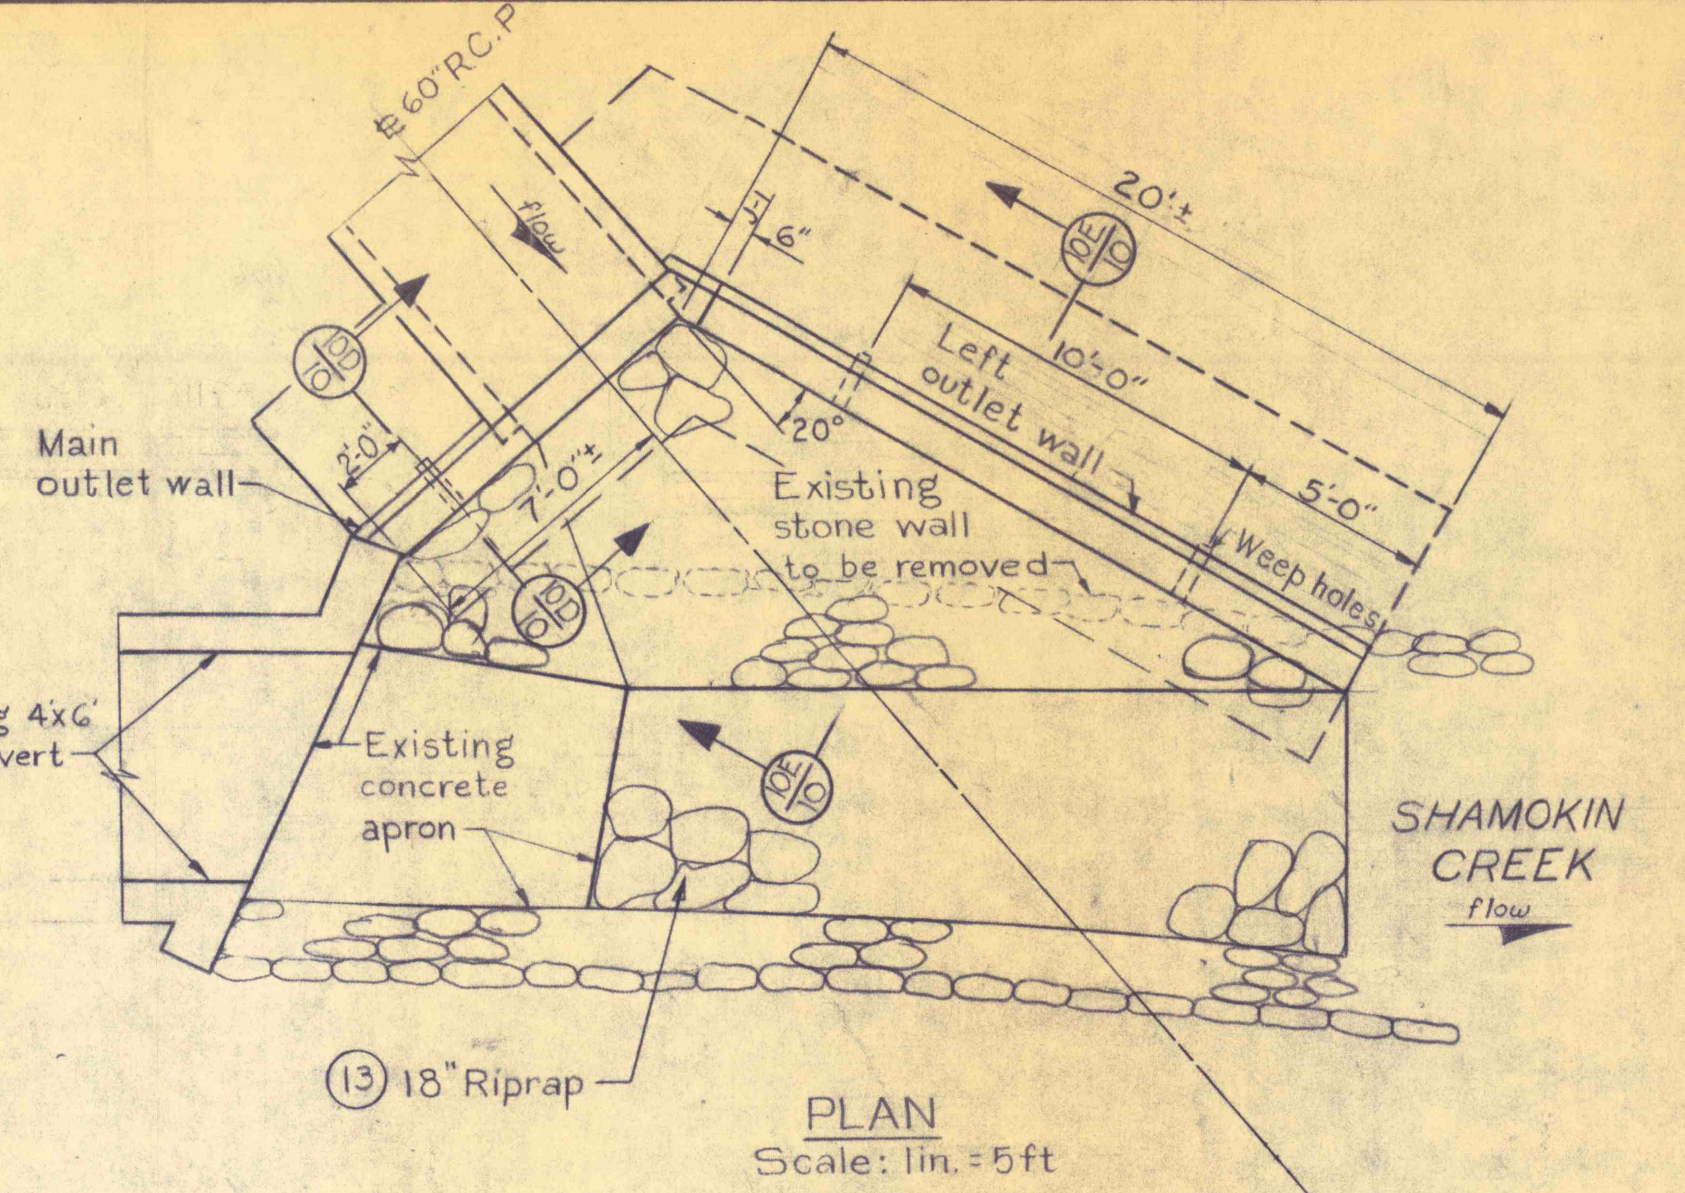 ℄ 60" R.C.P
flow
20'±
J-1
6"
10E
10
10D
10
Left
outlet wall
10'-0"
5'-0"
20°
2'-0"
7'-0"±
Main
outlet wall
Existing
stone wall
to be removed
Weep holes
10D
10
g 4'x6'
vert
Existing
concrete
apron
10E
10
SHAMOKIN
CREEK
flow
13 18" Riprap
PLAN
Scale: 1in. = 5ft